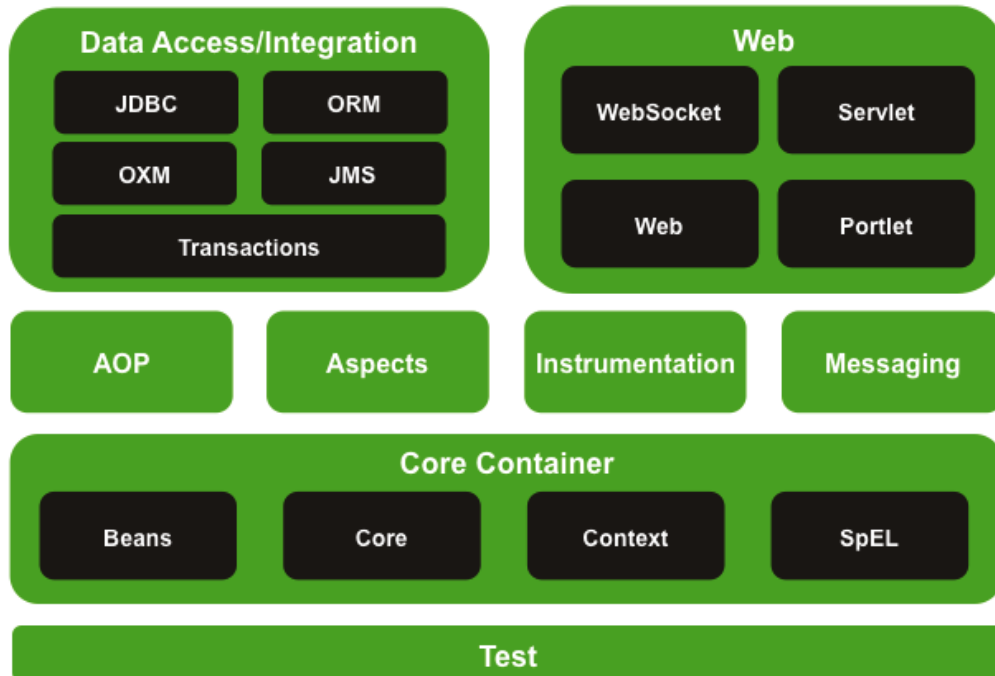 Data Access/Integration
JDBC
ORM
OXM
JMS
Transactions
Web
WebSocket
Servlet
Web
Portlet
AOP
Aspects
Instrumentation
Messaging
Core Container
Beans
Core
Context
SpEL
Test